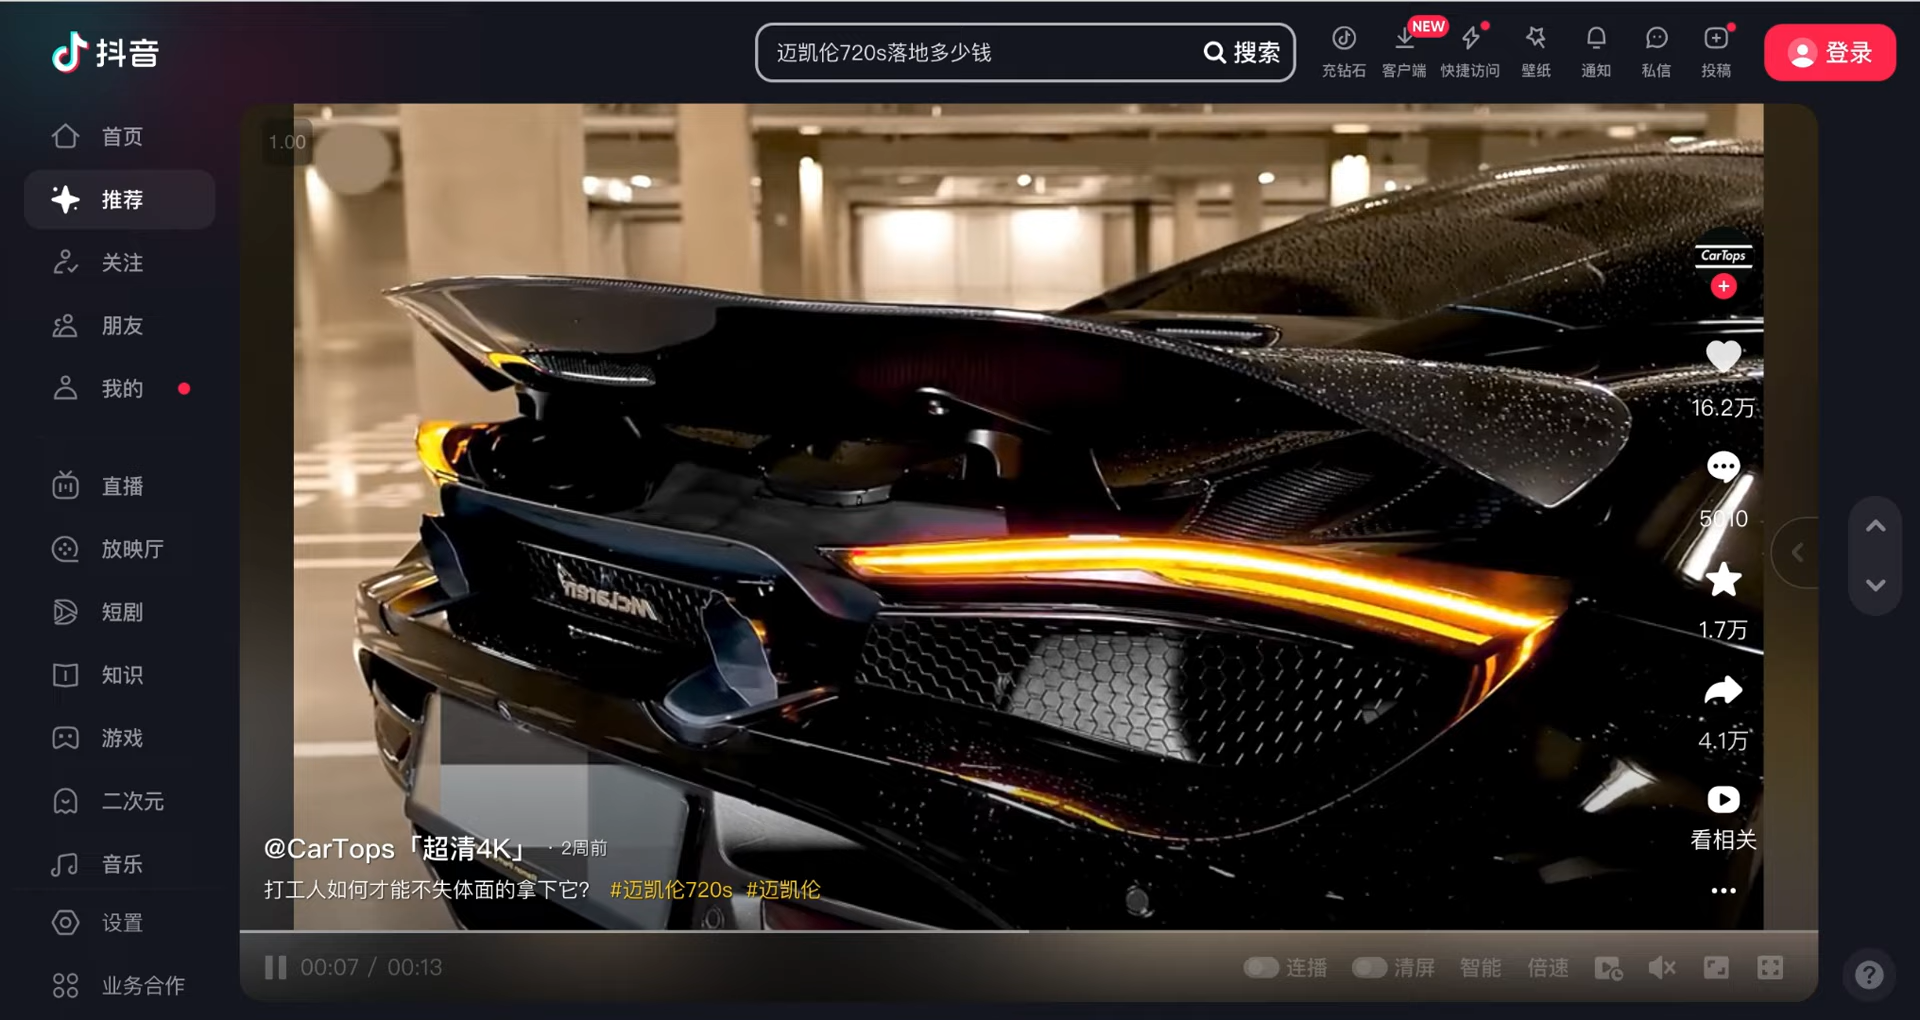 抖音
迈凯伦720s落地多少钱
搜索
NEW
充钻石
客户端
快捷访问
壁纸
通知
私信
投稿
登录
首页
推荐
关注
朋友
我的
直播
放映厅
短剧
知识
游戏
二次元
音乐
设置
业务合作
1.00
CarTops
16.2万
5010
1.7万
4.1万
看相关
McLaren
@CarTops「超清4K」 · 2周前
打工人如何才能不失体面的拿下它? #迈凯伦720s #迈凯伦
00:07 / 00:13
连播
清屏
智能
倍速